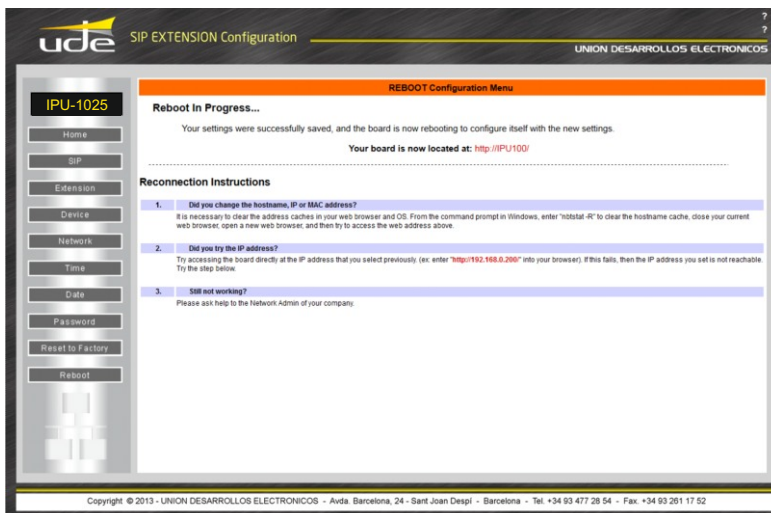 ude
SIP EXTENSION Configuration
?
?
UNION DESARROLLOS ELECTRONICOS
IPU-1025
Home
SIP
Extension
Device
Network
Time
Date
Password
Reset to Factory
Reboot
REBOOT Configuration Menu
Reboot In Progress...
Your settings were successfully saved, and the board is now rebooting to configure itself with the new settings.
Your board is now located at: http://IPU100/
Reconnection Instructions
1. Did you change the hostname, IP or MAC address?
It is necessary to clear the address caches in your web browser and OS. From the command prompt in Windows, enter "nbtstat -R" to clear the hostname cache, close your current
web browser, open a new web browser, and then try to access the web address above.
2. Did you try the IP address?
Try accessing the board directly at the IP address that you select previously. (ex: enter "http://192.168.0.200/" into your browser). If this fails, then the IP address you set is not reachable.
Try the step below.
3. Still not working?
Please ask help to the Network Admin of your company.
Copyright © 2013 - UNION DESARROLLOS ELECTRONICOS - Avda. Barcelona, 24 - Sant Joan Despí - Barcelona - Tel. +34 93 477 28 54 - Fax. +34 93 261 17 52